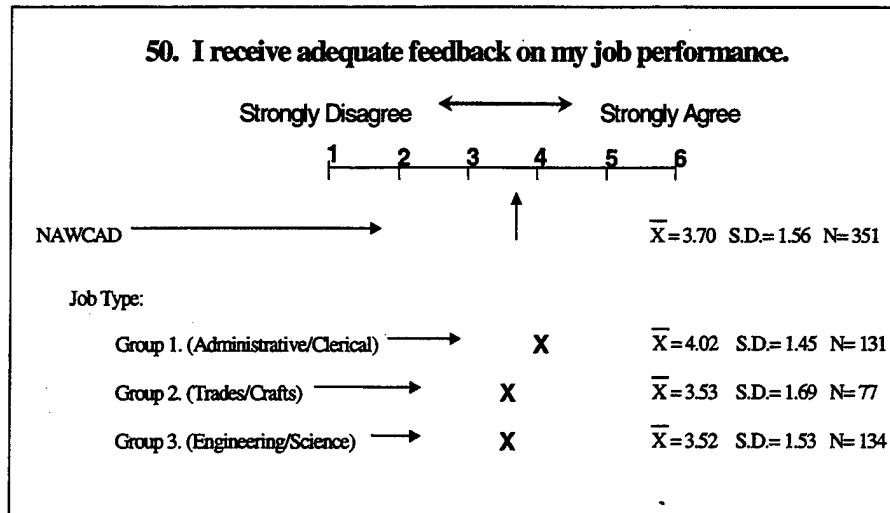 50. I receive adequate feedback on my job performance.
Strongly Disagree Strongly Agree
1 2 3 4 5 6
NAWCAD X̄=3.70 S.D.=1.56 N=351
Job Type:
Group 1. (Administrative/Clerical) X X̄=4.02 S.D.=1.45 N=131
Group 2. (Trades/Crafts) X X̄=3.53 S.D.=1.69 N=77
Group 3. (Engineering/Science) X X̄=3.52 S.D.=1.53 N=134